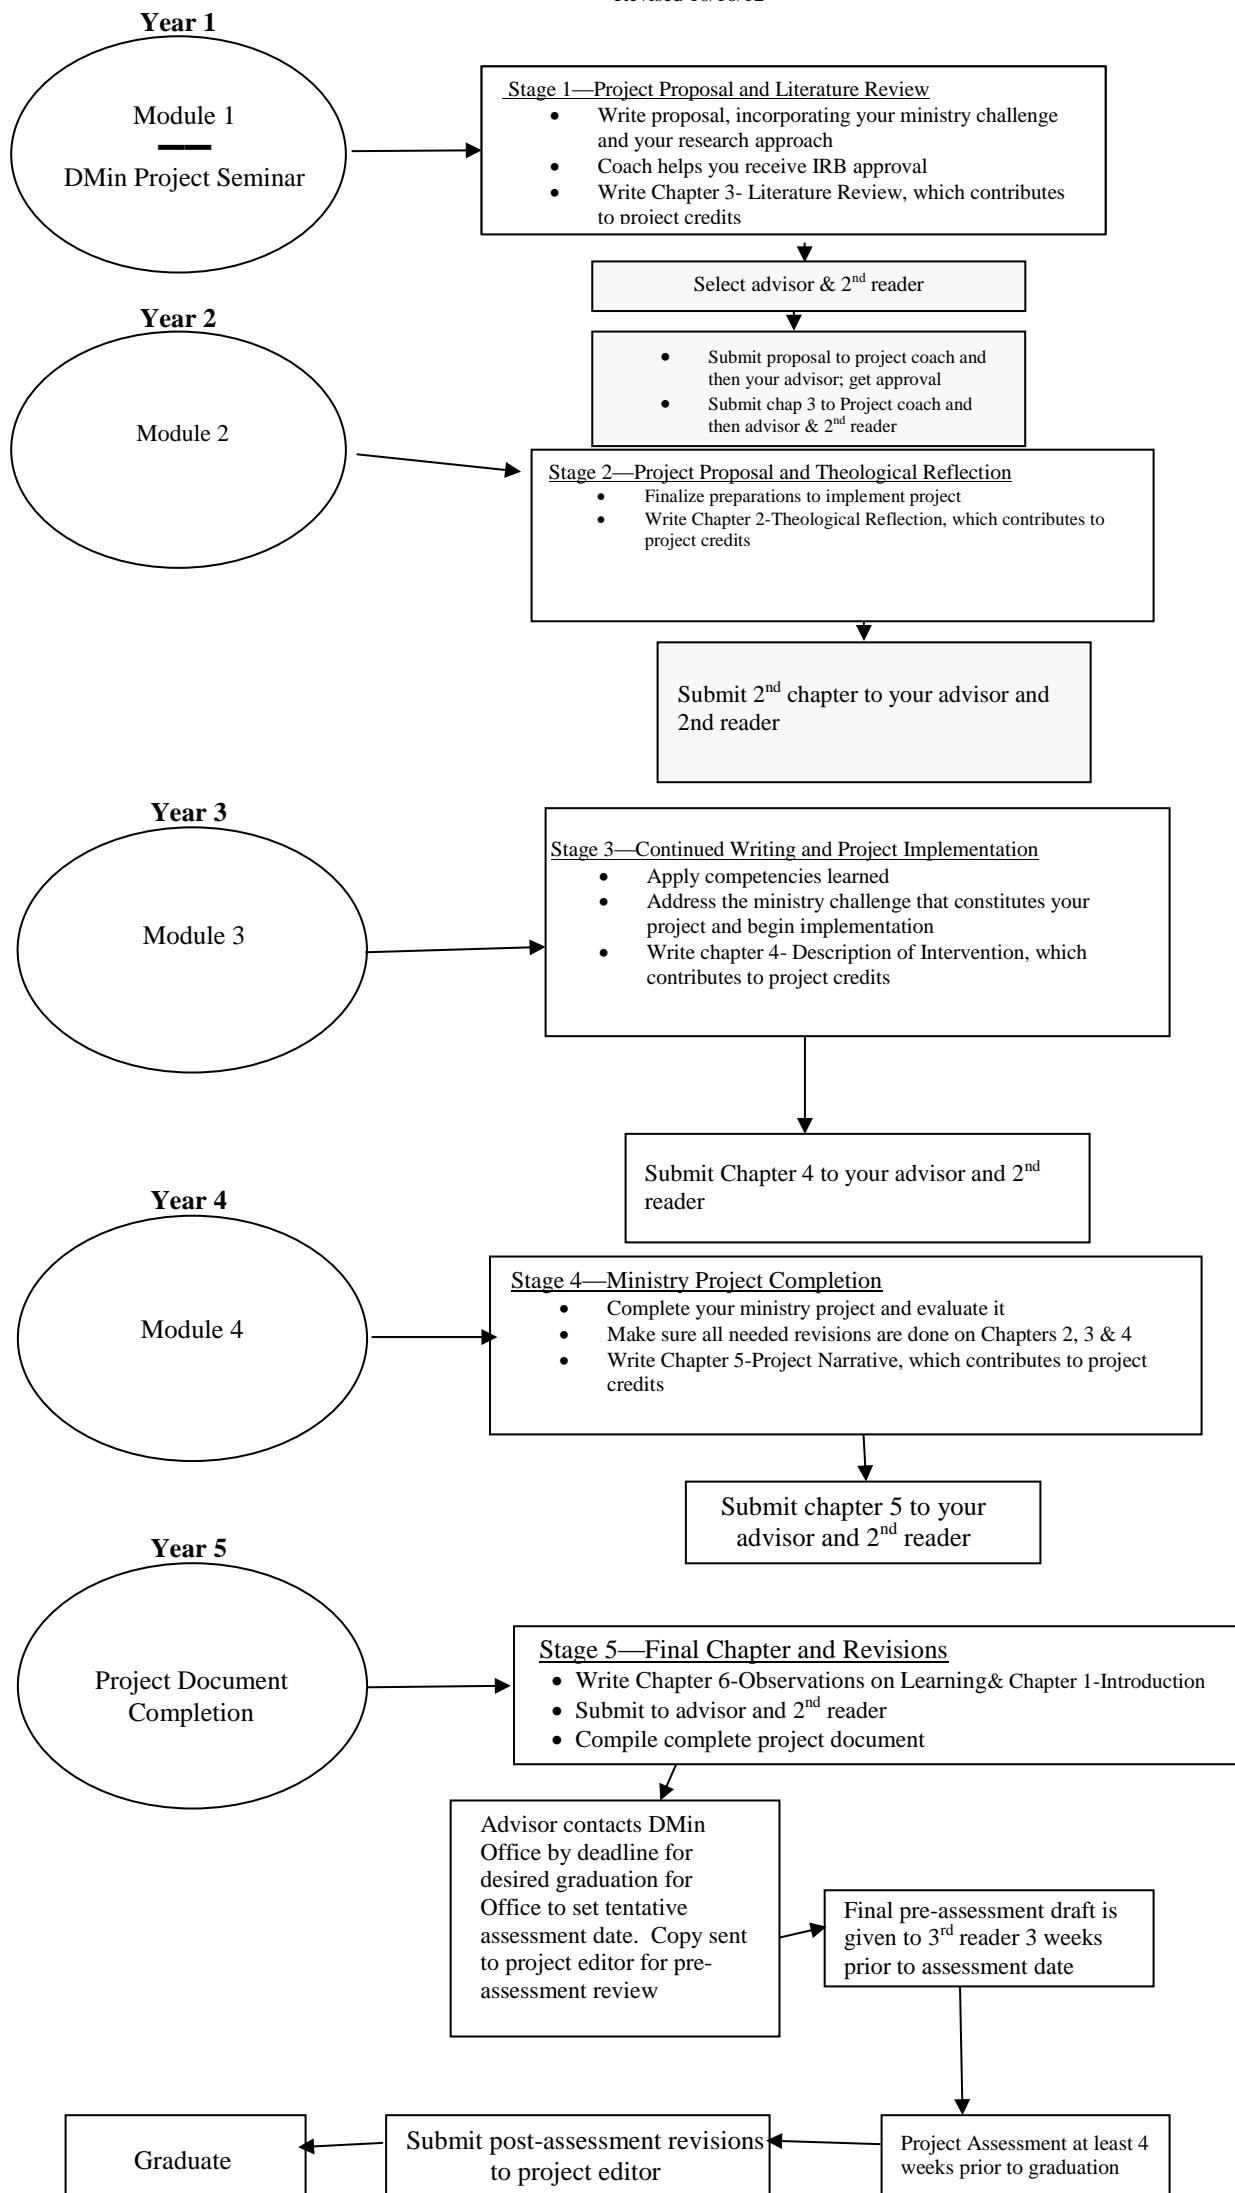 Year 1
Module 1
DMin Project Seminar
Stage 1—Project Proposal and Literature Review
• Write proposal, incorporating your ministry challenge
and your research approach
• Coach helps you receive IRB approval
• Write Chapter 3- Literature Review, which contributes
to project credits
Select advisor & 2nd reader
Year 2
Module 2
• Submit proposal to project coach and
then your advisor; get approval
• Submit chap 3 to Project coach and
then advisor & 2nd reader
Stage 2—Project Proposal and Theological Reflection
• Finalize preparations to implement project
• Write Chapter 2-Theological Reflection, which contributes to
project credits
Submit 2nd chapter to your advisor and
2nd reader
Year 3
Module 3
Stage 3—Continued Writing and Project Implementation
• Apply competencies learned
• Address the ministry challenge that constitutes your
project and begin implementation
• Write chapter 4- Description of Intervention, which
contributes to project credits
Submit Chapter 4 to your advisor and 2nd
reader
Year 4
Module 4
Stage 4—Ministry Project Completion
• Complete your ministry project and evaluate it
• Make sure all needed revisions are done on Chapters 2, 3 & 4
• Write Chapter 5-Project Narrative, which contributes to project
credits
Submit chapter 5 to your
advisor and 2nd reader
Year 5
Project Document
Completion
Stage 5—Final Chapter and Revisions
• Write Chapter 6-Observations on Learning& Chapter 1-Introduction
• Submit to advisor and 2nd reader
• Compile complete project document
Advisor contacts DMin
Office by deadline for
desired graduation for
Office to set tentative
assessment date.  Copy sent
to project editor for pre-
assessment review
Final pre-assessment draft is
given to 3rd reader 3 weeks
prior to assessment date
Project Assessment at least 4
weeks prior to graduation
Submit post-assessment revisions
to project editor
Graduate